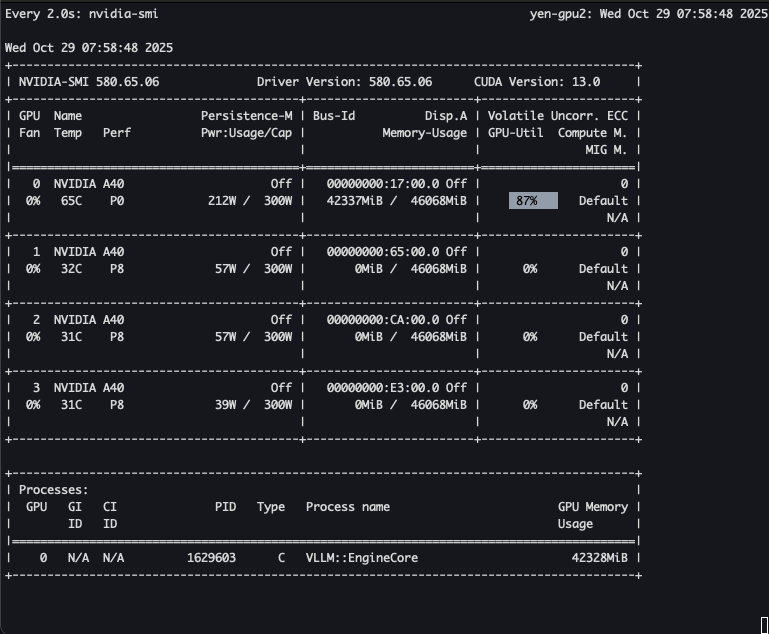 Every 2.0s: nvidia-smi                                                      yen-gpu2: Wed Oct 29 07:58:48 2025
Wed Oct 29 07:58:48 2025
+-----------------------------------------------------------------------------------------+
| NVIDIA-SMI 580.65.06              Driver Version: 580.65.06      CUDA Version: 13.0     |
+-----------------------------------------+------------------------+----------------------+
| GPU  Name                 Persistence-M | Bus-Id          Disp.A | Volatile Uncorr. ECC |
| Fan  Temp   Perf          Pwr:Usage/Cap |           Memory-Usage | GPU-Util  Compute M. |
|                                         |                        |               MIG M. |
|=========================================+========================+======================|
|   0  NVIDIA A40                     Off |   00000000:17:00.0 Off |                    0 |
|  0%   65C    P0            212W /  300W |   42337MiB /  46068MiB |     87%      Default |
|                                         |                        |                  N/A |
+-----------------------------------------+------------------------+----------------------+
|   1  NVIDIA A40                     Off |   00000000:65:00.0 Off |                    0 |
|  0%   32C    P8             57W /  300W |       0MiB /  46068MiB |      0%      Default |
|                                         |                        |                  N/A |
+-----------------------------------------+------------------------+----------------------+
|   2  NVIDIA A40                     Off |   00000000:CA:00.0 Off |                    0 |
|  0%   31C    P8             57W /  300W |       0MiB /  46068MiB |      0%      Default |
|                                         |                        |                  N/A |
+-----------------------------------------+------------------------+----------------------+
|   3  NVIDIA A40                     Off |   00000000:E3:00.0 Off |                    0 |
|  0%   31C    P8             39W /  300W |       0MiB /  46068MiB |      0%      Default |
|                                         |                        |                  N/A |
+-----------------------------------------+------------------------+----------------------+
+-----------------------------------------------------------------------------------------+
| Processes:                                                                              |
|  GPU   GI   CI              PID   Type   Process name                        GPU Memory |
|        ID   ID                                                               Usage      |
|=========================================================================================|
|    0   N/A  N/A         1629603      C   VLLM::EngineCore                      42328MiB |
+-----------------------------------------------------------------------------------------+